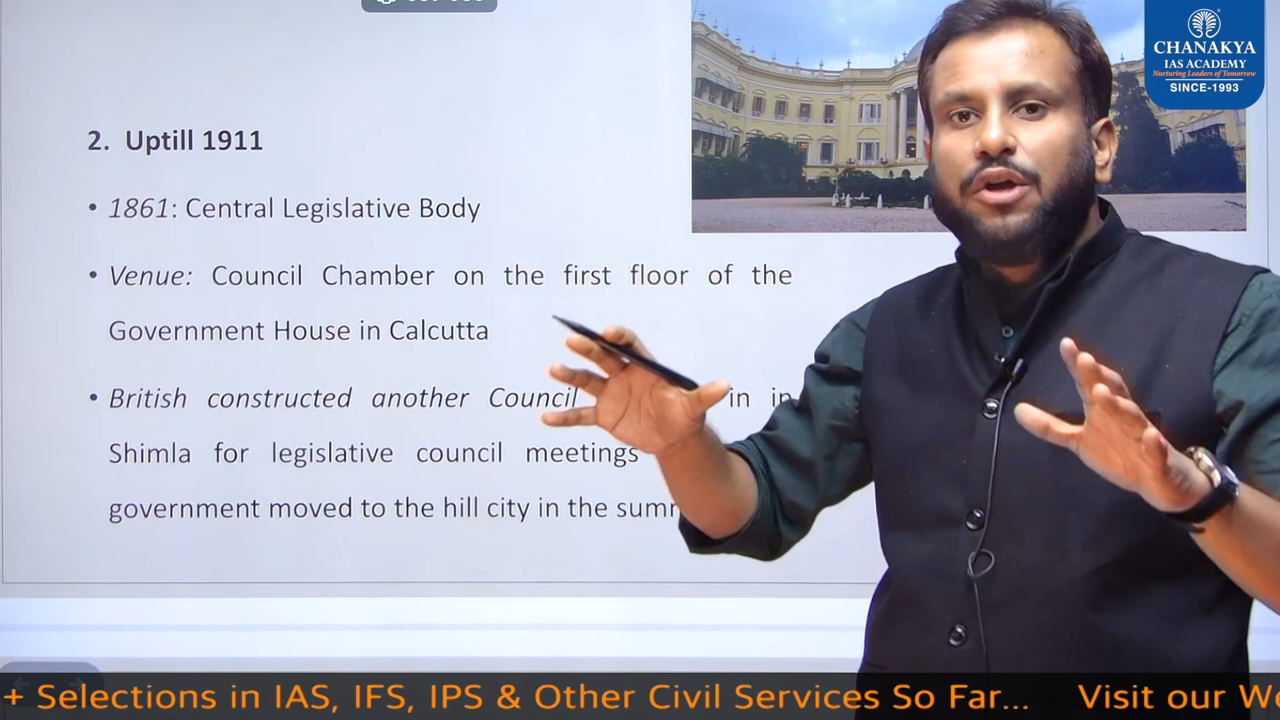 CHANAKYA
IAS ACADEMY
Nurturing Leaders of Tomorrow
SINCE-1993
2. Uptill 1911
• 1861: Central Legislative Body
• Venue: Council Chamber on the first floor of the
Government House in Calcutta
• British constructed another Council in in
Shimla for legislative council meetings
government moved to the hill city in the
+ Selections in IAS, IFS, IPS & Other Civil Services So Far... Visit our